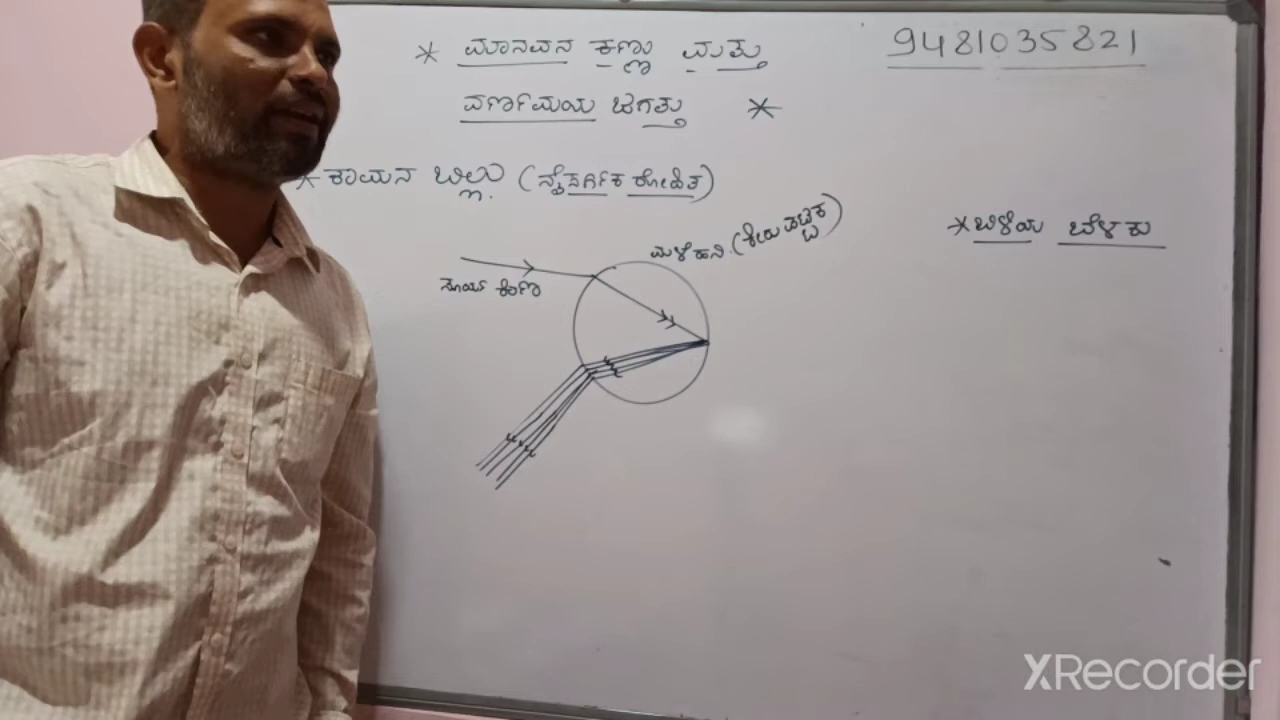 * ಮಾನವನ ಕಣ್ಣು ಮತ್ತು
ವರ್ಣಮಯ ಜಗತ್ತು *
9481035821
* ಕಾಮನ ಬಿಲ್ಲು (ನೈಸರ್ಗಿಕ ರೋಹಿತ)
ಮಳೆಹನಿ (ಕಿರು ಪಟ್ಟಕ)
ಸೂರ್ಯ ಕಿರಣ
* ಬಿಳಿಯ ಬೆಳಕು
XRecorder